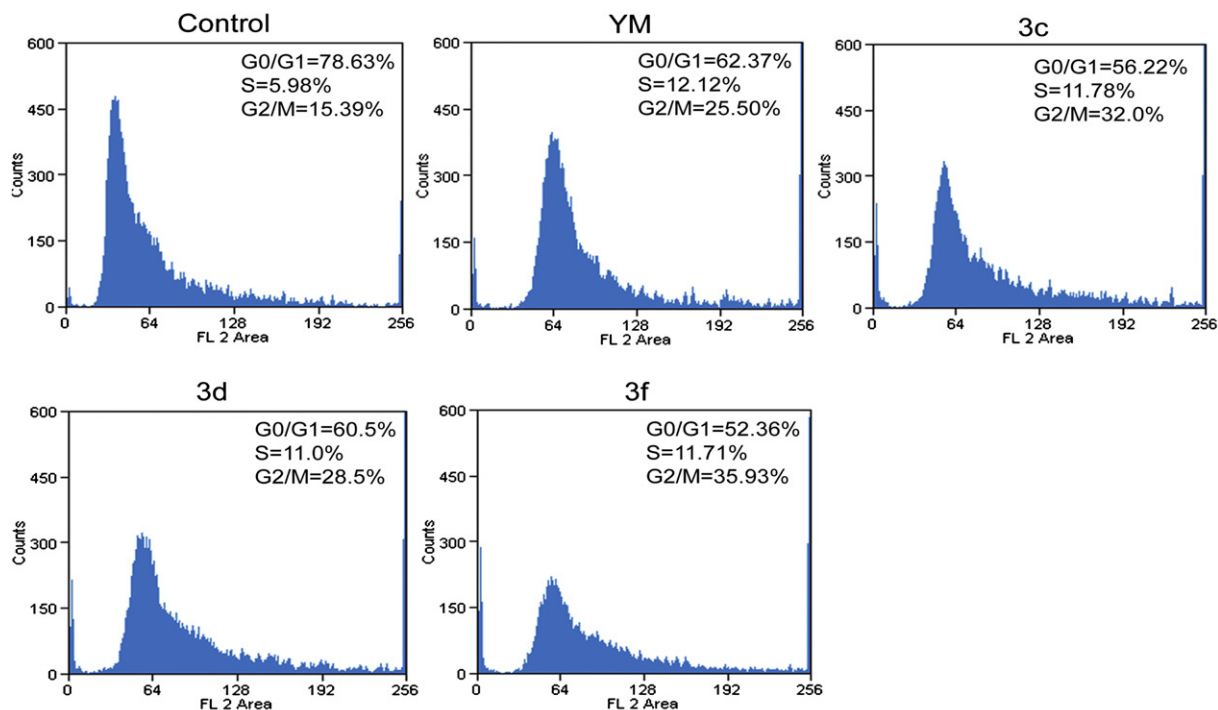 Control
600
450
300
150
0
Counts
G0/G1=78.63%
S=5.98%
G2/M=15.39%
0 64 128 192 256
FL 2 Area
YM
600
450
300
150
0
Counts
G0/G1=62.37%
S=12.12%
G2/M=25.50%
0 64 128 192 256
FL 2 Area
3c
600
450
300
150
0
Counts
G0/G1=56.22%
S=11.78%
G2/M=32.0%
0 64 128 192 256
FL 2 Area
3d
600
450
300
150
0
Counts
G0/G1=60.5%
S=11.0%
G2/M=28.5%
0 64 128 192 256
FL 2 Area
3f
600
450
300
150
0
Counts
G0/G1=52.36%
S=11.71%
G2/M=35.93%
0 64 128 192 256
FL 2 Area